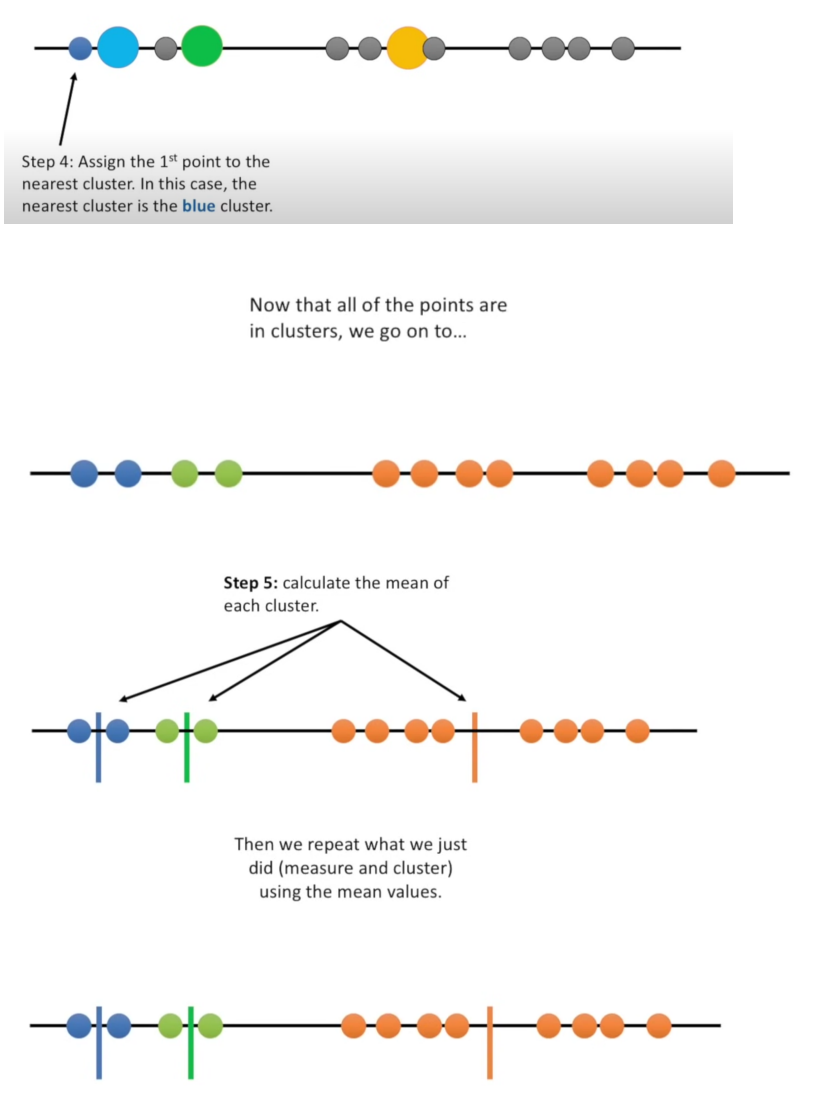 Step 4: Assign the 1st point to the
nearest cluster. In this case, the
nearest cluster is the blue cluster.
Now that all of the points are
in clusters, we go on to...
Step 5: calculate the mean of
each cluster.
Then we repeat what we just
did (measure and cluster)
using the mean values.